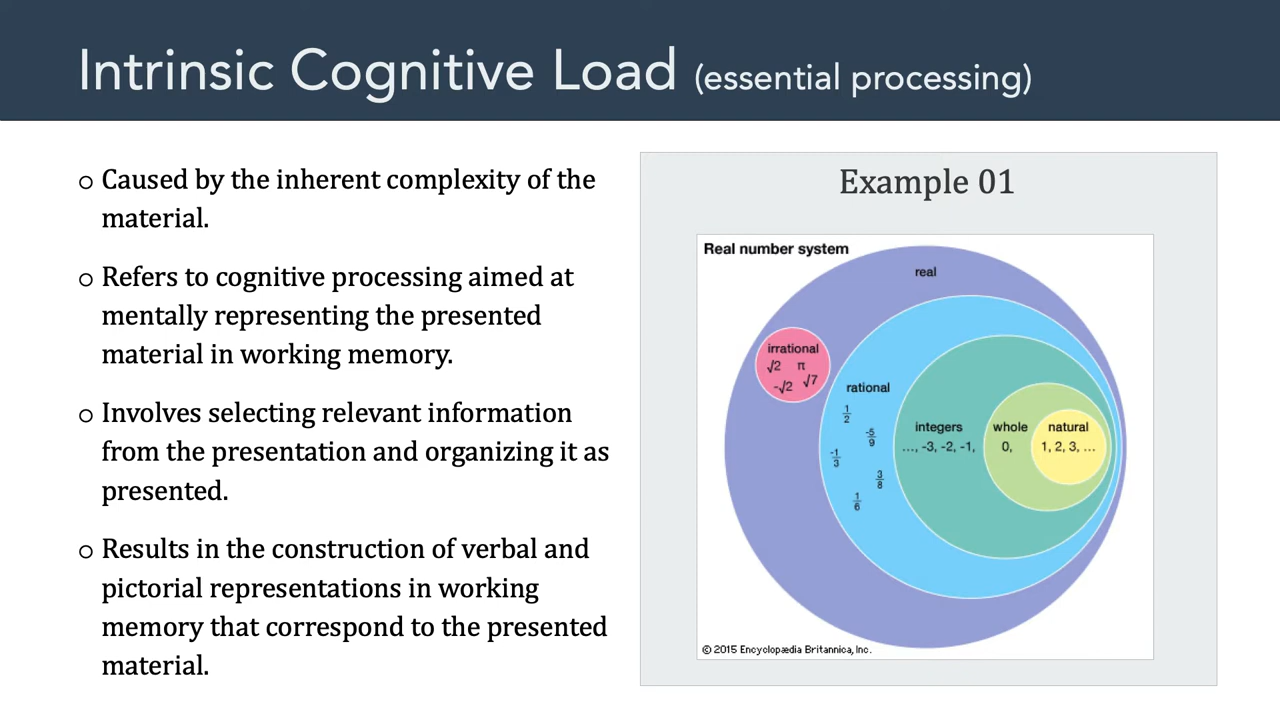 Intrinsic Cognitive Load (essential processing)
○ Caused by the inherent complexity of the
material.
○ Refers to cognitive processing aimed at
mentally representing the presented
material in working memory.
○ Involves selecting relevant information
from the presentation and organizing it as
presented.
○ Results in the construction of verbal and
pictorial representations in working
memory that correspond to the presented
material.
Example 01
Real number system
real
irrational
√2 π
-√2 √7
rational
1/2
-5/9
-1/3
3/8
1/6
integers
..., -3, -2, -1,
whole
0,
natural
1, 2, 3, ...
© 2015 Encyclopædia Britannica, Inc.